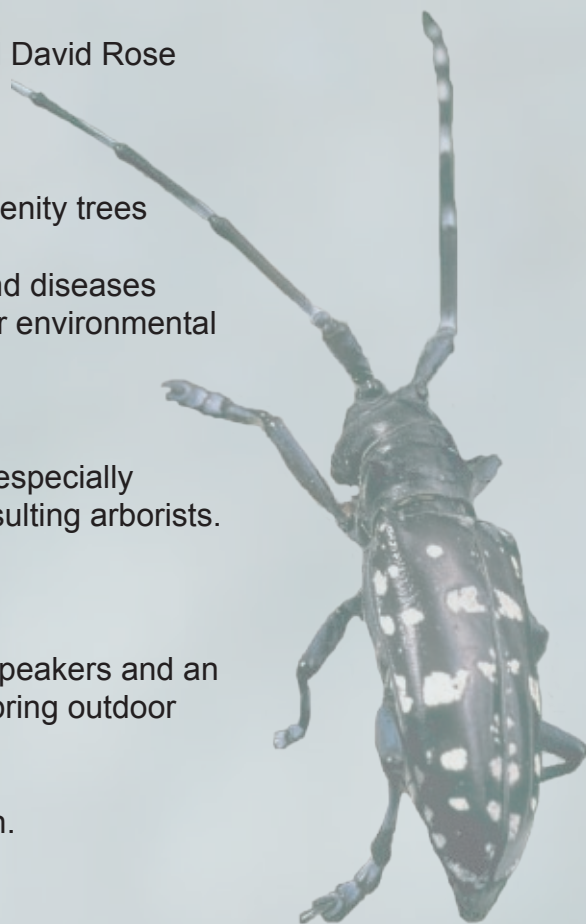 David Rose
enity trees
nd diseases
r environmental
especially
sulting arborists.
peakers and an
oring outdoor
n.